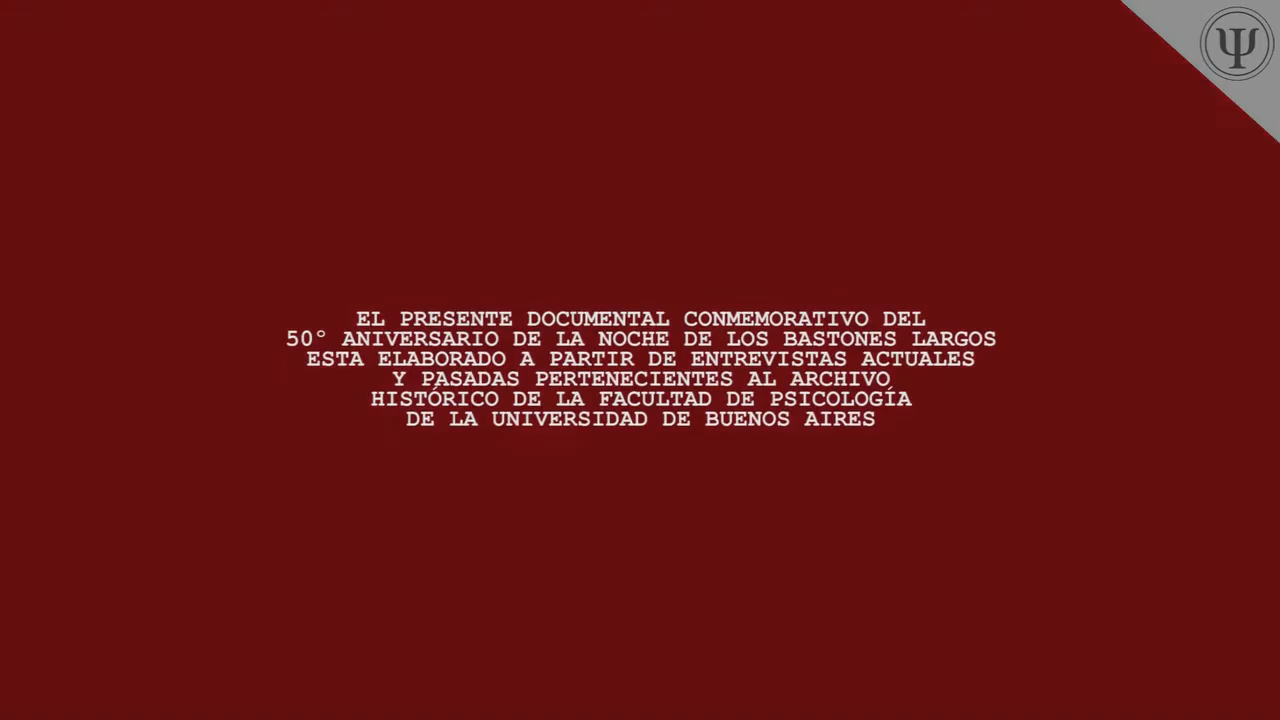 Ψ
EL PRESENTE DOCUMENTAL CONMEMORATIVO DEL
50º ANIVERSARIO DE LA NOCHE DE LOS BASTONES LARGOS
ESTA ELABORADO A PARTIR DE ENTREVISTAS ACTUALES
Y PASADAS PERTENECIENTES AL ARCHIVO
HISTÓRICO DE LA FACULTAD DE PSICOLOGÍA
DE LA UNIVERSIDAD DE BUENOS AIRES